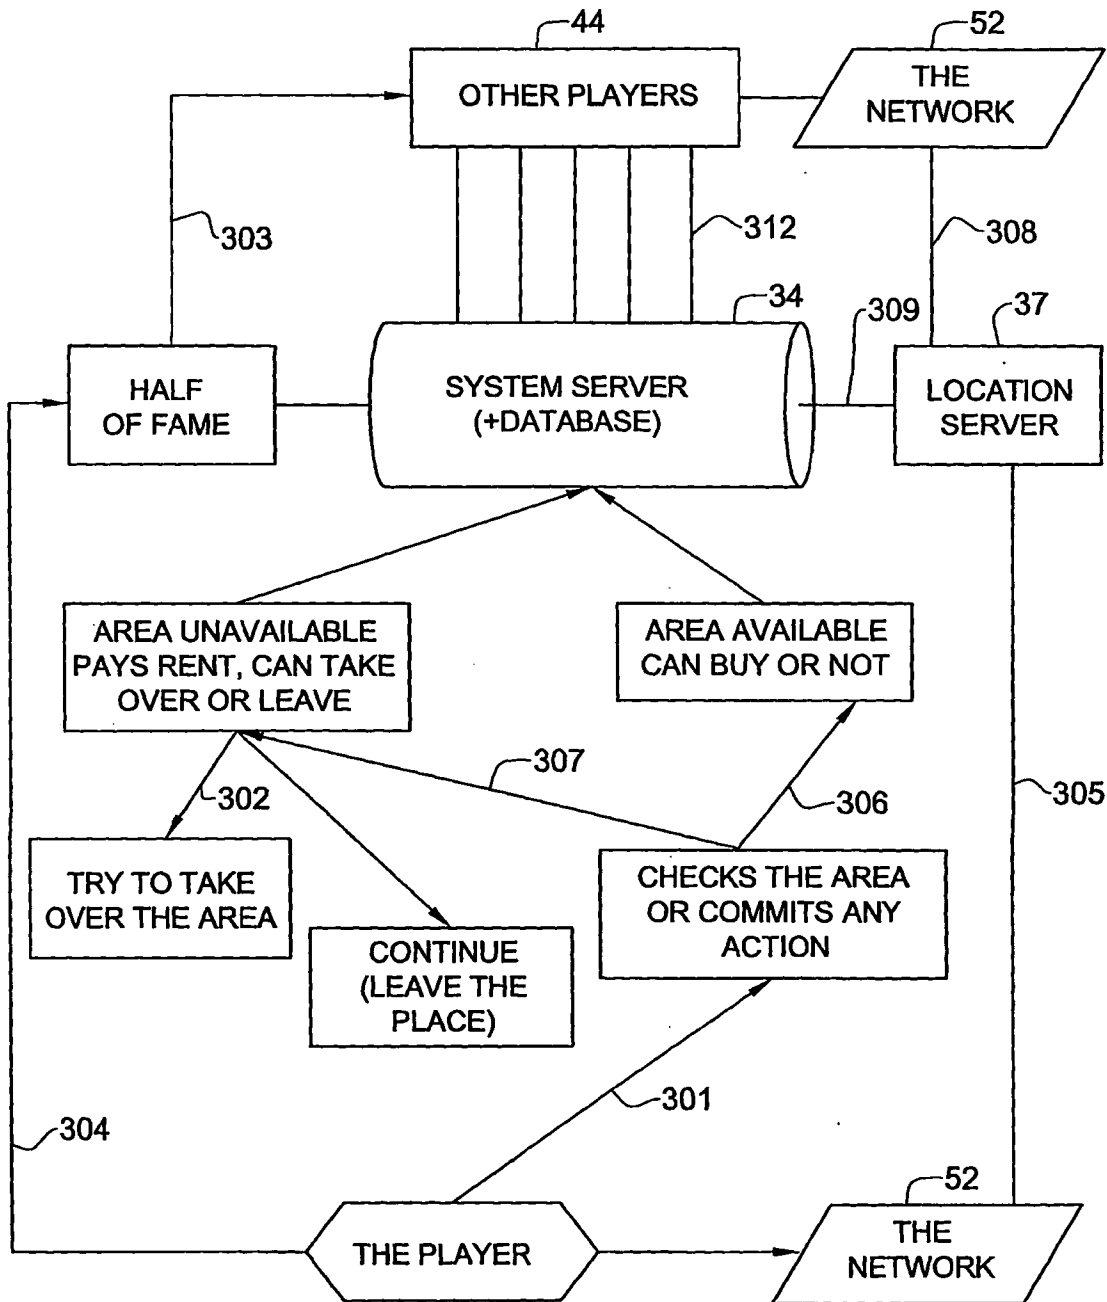 44
52
OTHER PLAYERS
THE
NETWORK
303
312
308
34
309
37
HALF
OF FAME
SYSTEM SERVER
(+DATABASE)
LOCATION
SERVER
AREA UNAVAILABLE
PAYS RENT, CAN TAKE
OVER OR LEAVE
AREA AVAILABLE
CAN BUY OR NOT
307
302
306
305
TRY TO TAKE
OVER THE AREA
CHECKS THE AREA
OR COMMITS ANY
ACTION
CONTINUE
(LEAVE THE
PLACE)
301
304
52
THE PLAYER
THE
NETWORK